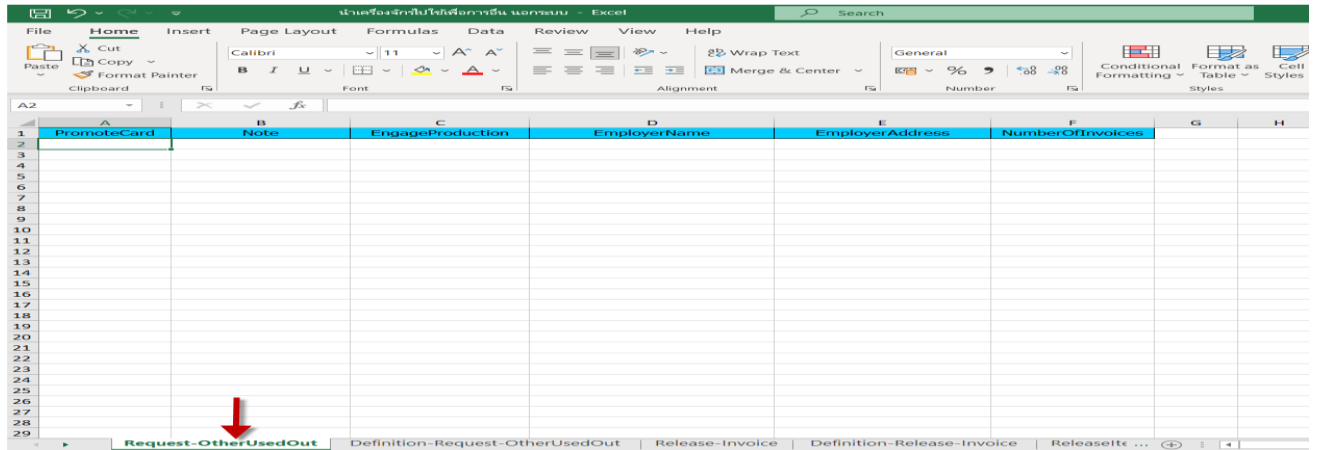 นำเครื่องจักรไปใช้เพื่อการอื่น นอกระบบ - Excel
Search
File Home Insert Page Layout Formulas Data Review View Help
Cut
Copy
Format Painter
Paste
Clipboard
Calibri 11 A^ A˅
B I U A
Font
Wrap Text
Merge & Center
Alignment
General
% 9 .00
Number
Conditional Formatting
Format as Table
Cell Styles
Styles
A2 fx
A B C D E F G H
1 PromoteCard Note EngageProduction EmployerName EmployerAddress NumberOfInvoices
2
3
4
5
6
7
8
9
10
11
12
13
14
15
16
17
18
19
20
21
22
23
24
25
26
27
28
29
Request-OtherUsedOut Definition-Request-OtherUsedOut Release-Invoice Definition-Release-Invoice ReleaseIte ...